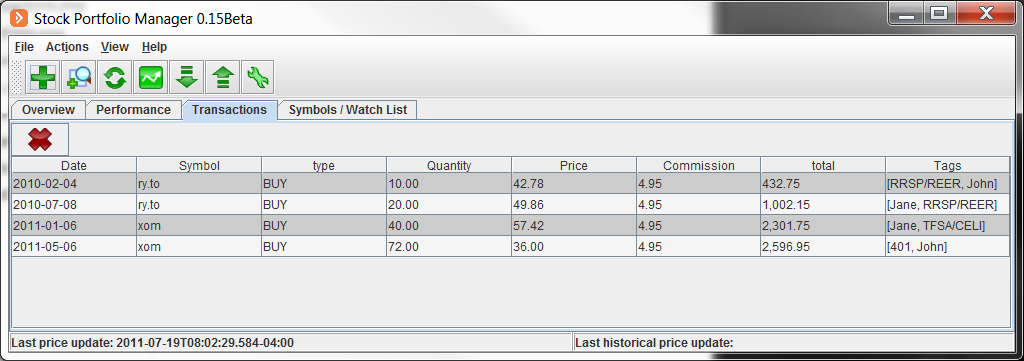 Stock Portfolio Manager 0.15Beta
File Actions View Help
Overview Performance Transactions Symbols / Watch List
Date Symbol type Quantity Price Commission total Tags
2010-02-04 ry.to BUY 10.00 42.78 4.95 432.75 [RRSP/REER, John]
2010-07-08 ry.to BUY 20.00 49.86 4.95 1,002.15 [Jane, RRSP/REER]
2011-01-06 xom BUY 40.00 57.42 4.95 2,301.75 [Jane, TFSA/CELI]
2011-05-06 xom BUY 72.00 36.00 4.95 2,596.95 [401, John]
Last price update: 2011-07-19T08:02:29.584-04:00 Last historical price update: